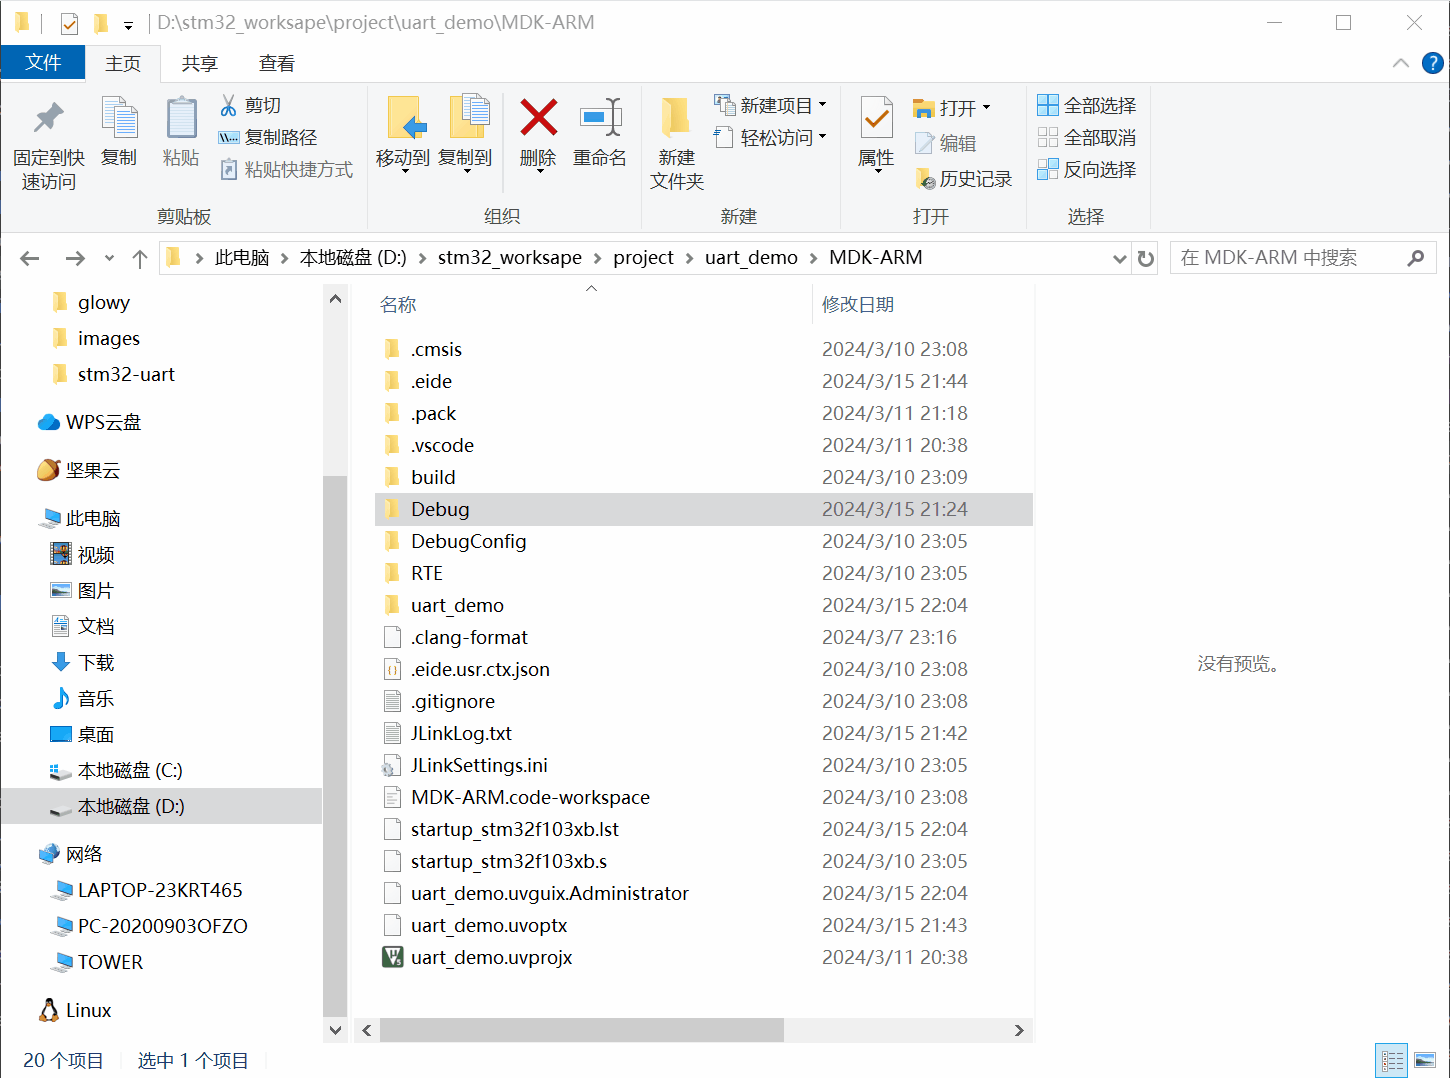 D:\stm32_worksape\project\uart_demo\MDK-ARM
文件 主页 共享 查看
固定到快速访问
复制
粘贴
剪切
复制路径
粘贴快捷方式
剪贴板
移动到
复制到
删除
重命名
组织
新建
文件夹
新建项目
轻松访问
新建
属性
打开
编辑
历史记录
打开
全部选择
全部取消
反向选择
选择
此电脑 本地磁盘 (D:) stm32_worksape project uart_demo MDK-ARM
在 MDK-ARM 中搜索
glowy
images
stm32-uart
WPS云盘
坚果云
此电脑
视频
图片
文档
下载
音乐
桌面
本地磁盘 (C:)
本地磁盘 (D:)
网络
LAPTOP-23KRT465
PC-20200903OFZO
TOWER
Linux
名称 修改日期
.cmsis 2024/3/10 23:08
.eide 2024/3/15 21:44
.pack 2024/3/11 21:18
.vscode 2024/3/11 20:38
build 2024/3/10 23:09
Debug 2024/3/15 21:24
DebugConfig 2024/3/10 23:05
RTE 2024/3/10 23:05
uart_demo 2024/3/15 22:04
.clang-format 2024/3/7 23:16
.eide.usr.ctx.json 2024/3/10 23:08
.gitignore 2024/3/10 23:08
JLinkLog.txt 2024/3/15 21:42
JLinkSettings.ini 2024/3/10 23:05
MDK-ARM.code-workspace 2024/3/10 23:08
startup_stm32f103xb.lst 2024/3/15 22:04
startup_stm32f103xb.s 2024/3/10 23:05
uart_demo.uvguix.Administrator 2024/3/15 22:04
uart_demo.uvoptx 2024/3/15 21:43
uart_demo.uvprojx 2024/3/11 20:38
没有预览。
20 个项目 选中 1 个项目